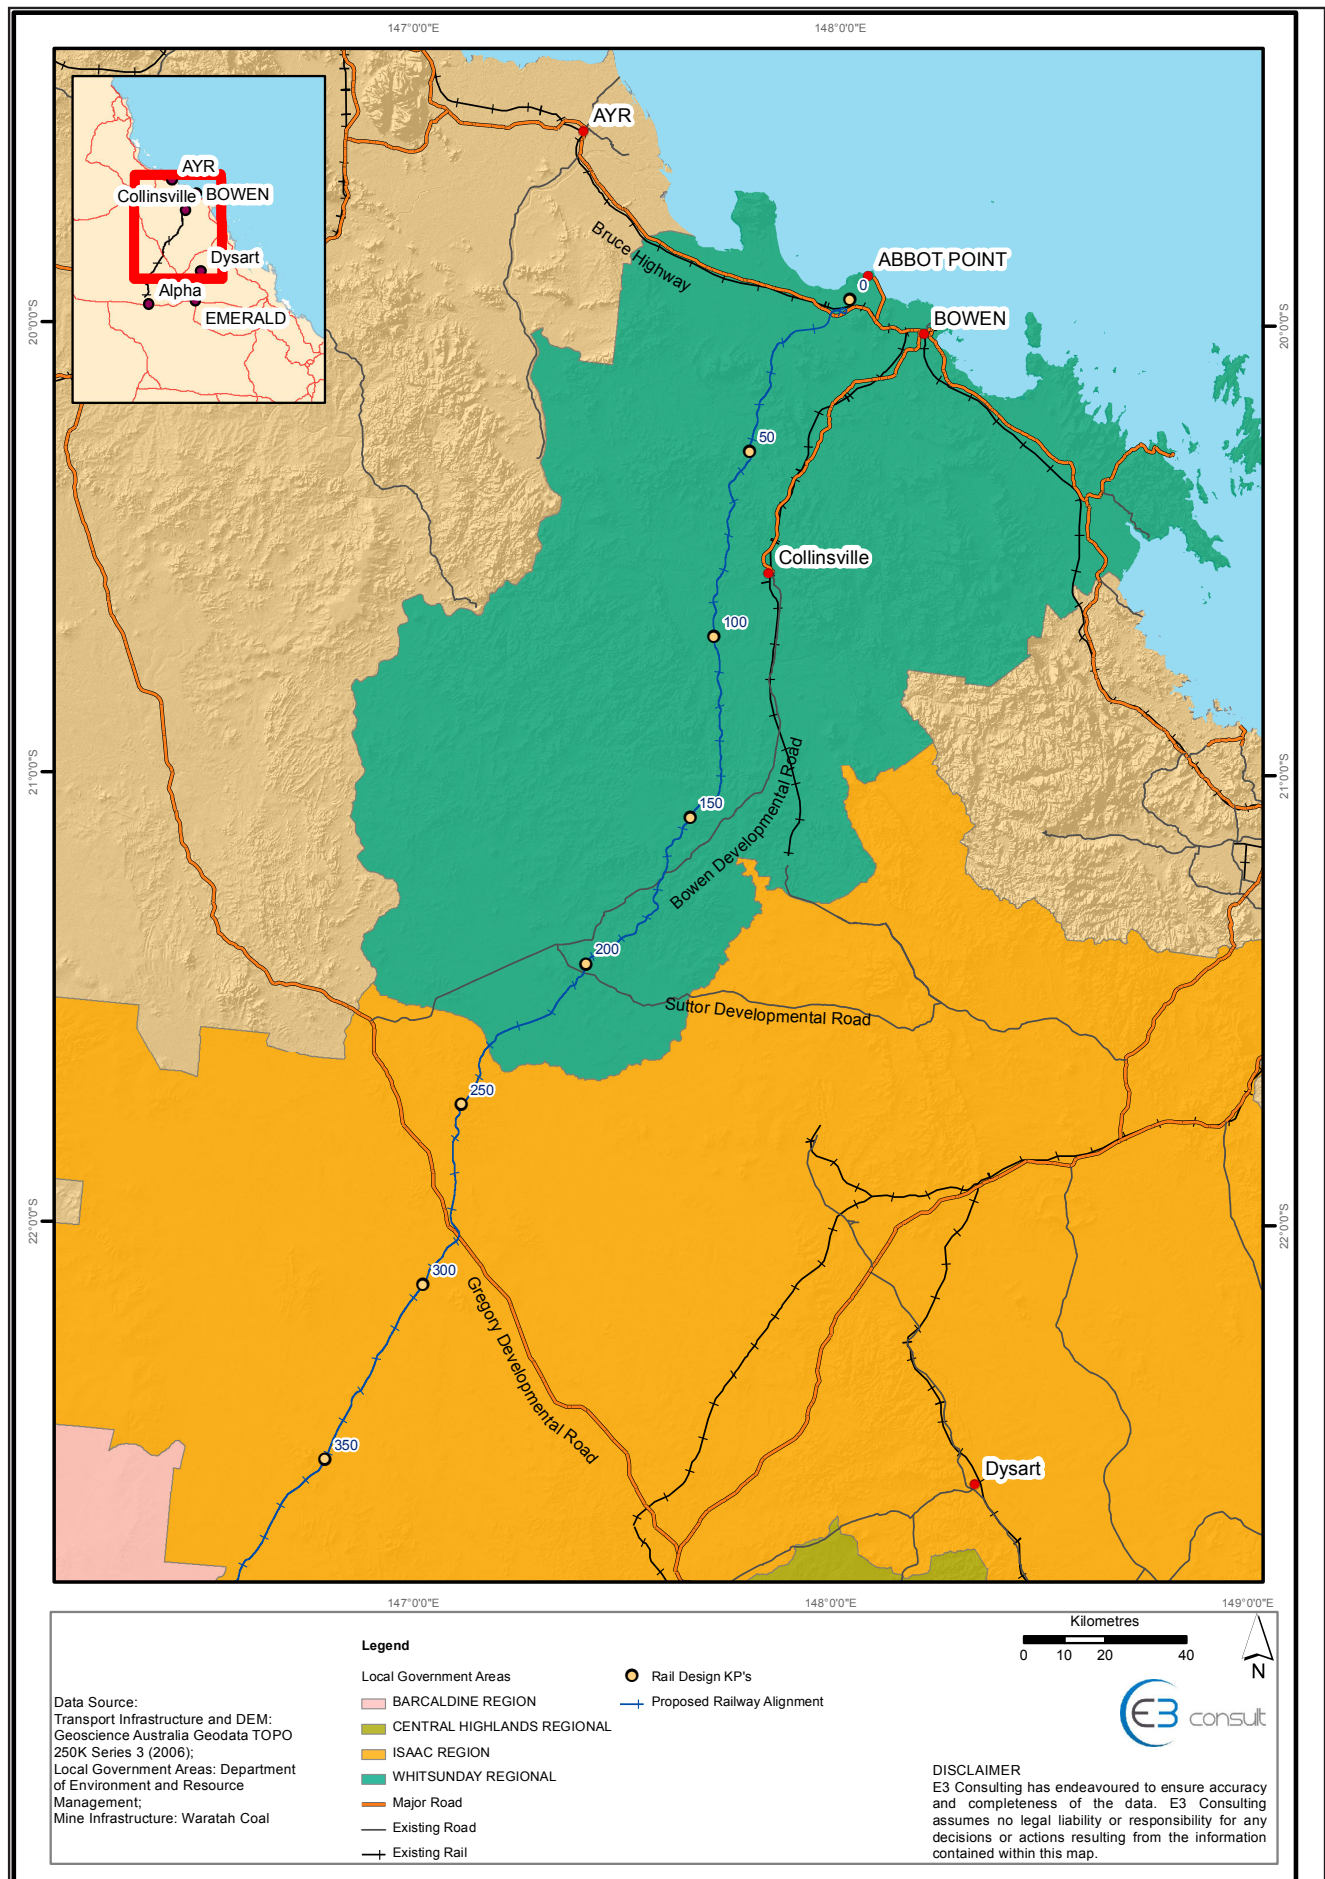 147°0'0"E
148°0'0"E
AYR
Collinsville
BOWEN
Dysart
Alpha
EMERALD
AYR
Bruce Highway
ABBOT POINT
0
BOWEN
20°0'0"S
20°0'0"S
50
Collinsville
100
21°0'0"S
21°0'0"S
150
Bowen Developmental Road
200
Suttor Developmental Road
250
22°0'0"S
22°0'0"S
300
Gregory Developmental Road
350
Dysart
147°0'0"E
148°0'0"E
149°0'0"E
Data Source:
Transport Infrastructure and DEM:
Geoscience Australia Geodata TOPO
250K Series 3 (2006);
Local Government Areas: Department
of Environment and Resource
Management;
Mine Infrastructure: Waratah Coal
Legend
Local Government Areas
BARCALDINE REGION
CENTRAL HIGHLANDS REGIONAL
ISAAC REGION
WHITSUNDAY REGIONAL
Major Road
Existing Road
Existing Rail
Rail Design KP's
Proposed Railway Alignment
Kilometres
0 10 20 40
N
E3 consult
DISCLAIMER
E3 Consulting has endeavoured to ensure accuracy
and completeness of the data. E3 Consulting
assumes no legal liability or responsibility for any
decisions or actions resulting from the information
contained within this map.